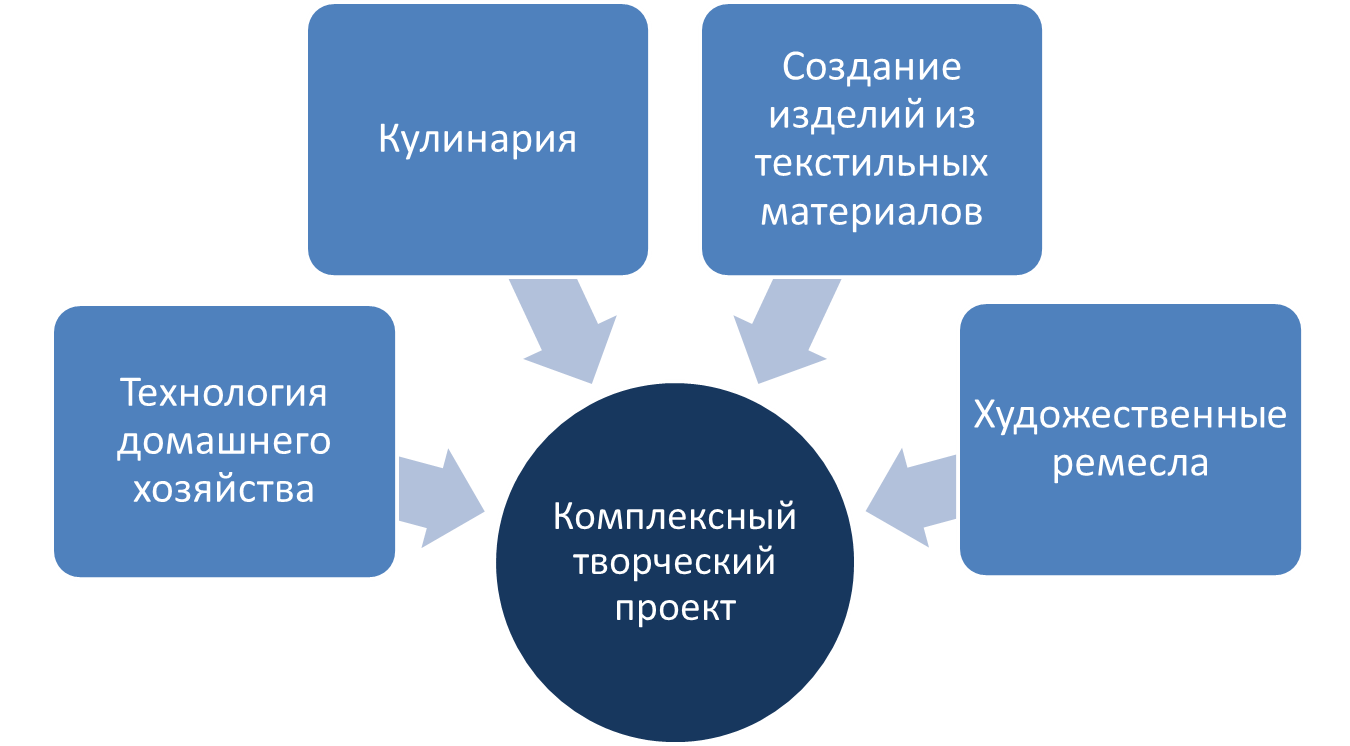 Кулинария
Создание
изделий из
текстильных
материалов
Технология
домашнего
хозяйства
Художественные
ремесла
Комплексный
творческий
проект